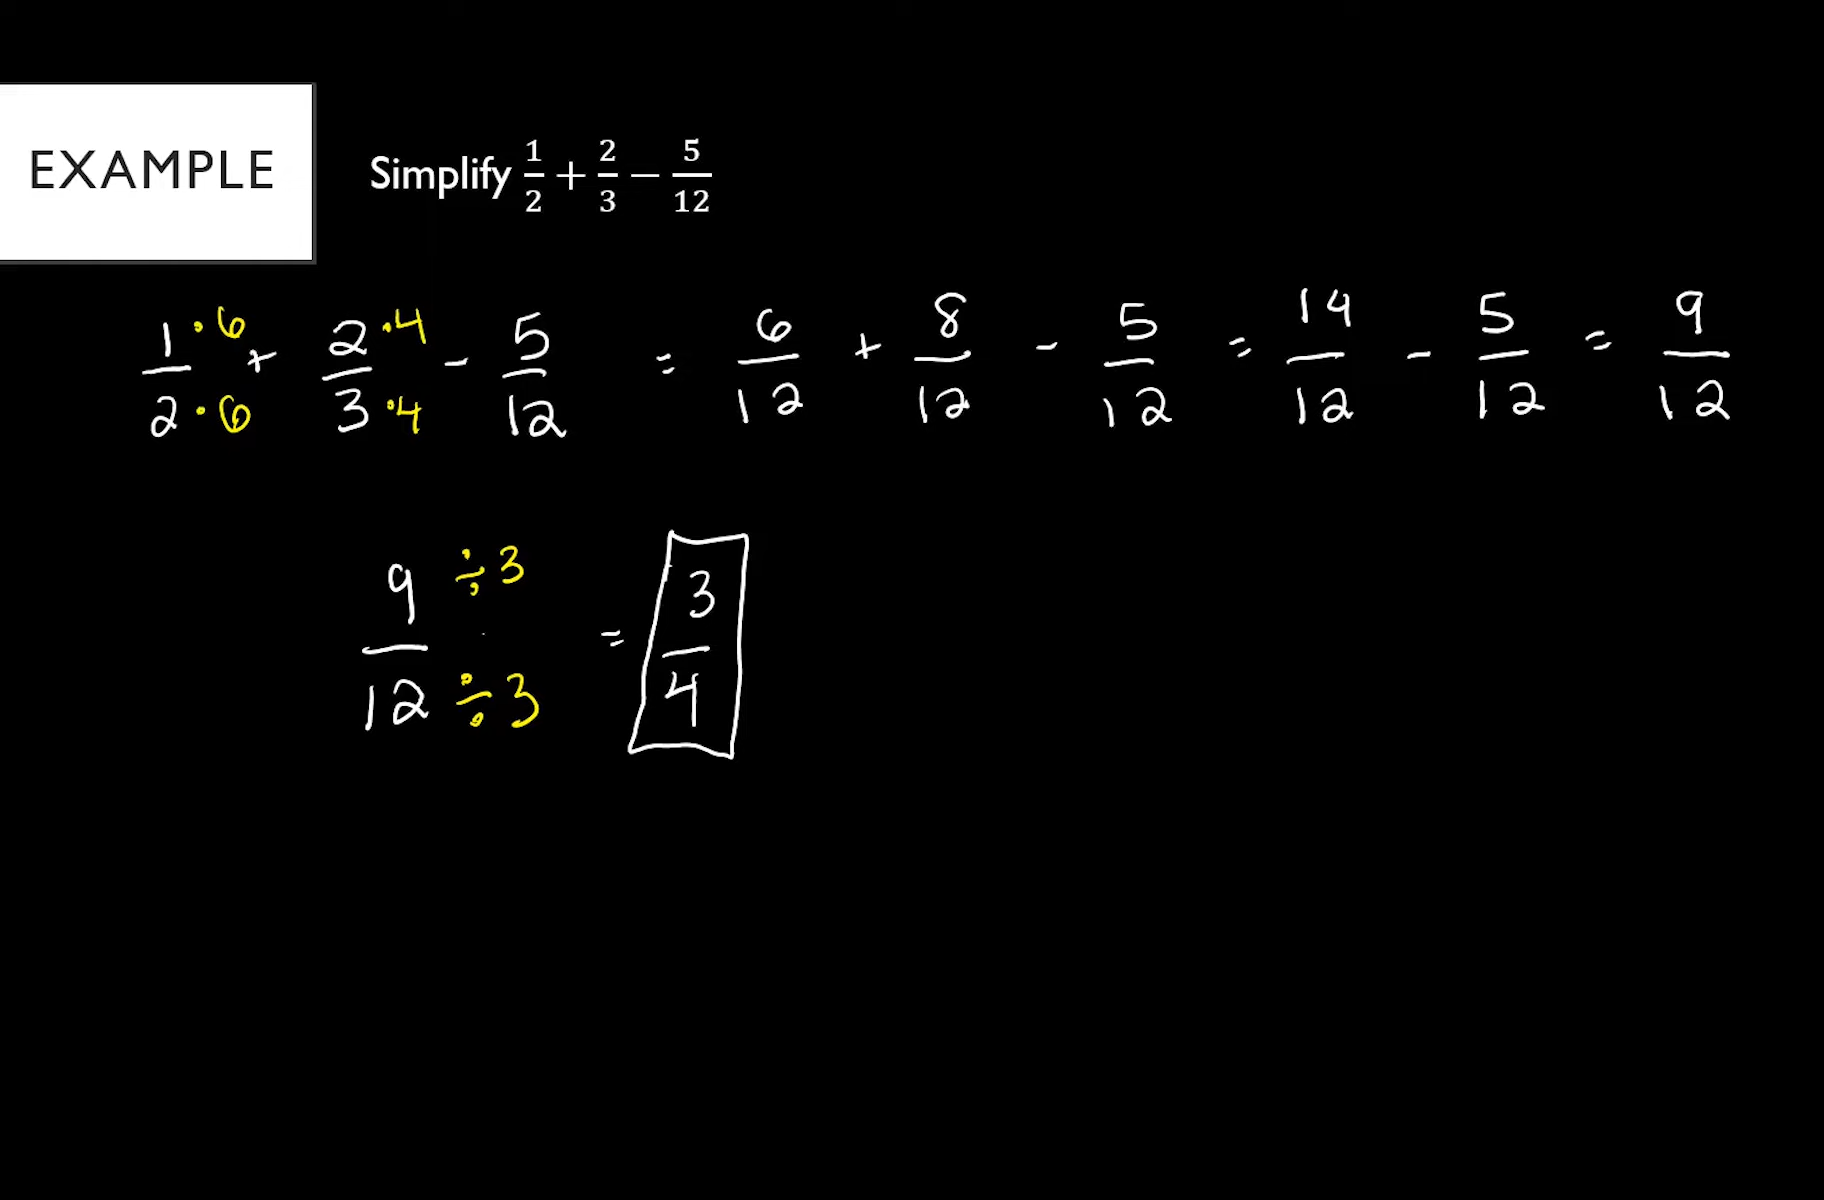 EXAMPLE
Simplify 1/2 + 2/3 − 5/12
1·6/2·6 + 2·4/3·4 - 5/12 = 6/12 + 8/12 - 5/12 = 14/12 - 5/12 = 9/12
9÷3/12÷3 = 3/4